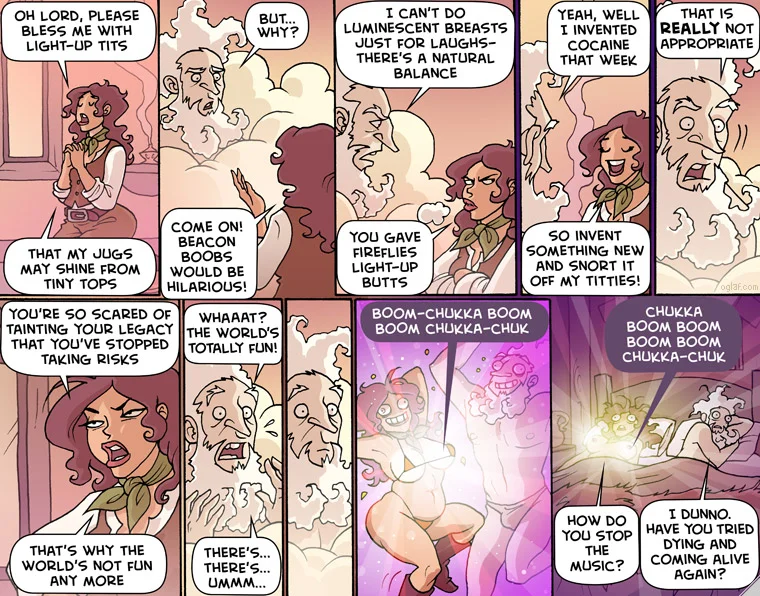 OH LORD, PLEASE
BLESS ME WITH
LIGHT-UP TITS
THAT MY JUGS
MAY SHINE FROM
TINY TOPS
BUT...
WHY?
COME ON!
BEACON
BOOBS
WOULD BE
HILARIOUS!
I CAN'T DO
LUMINESCENT BREASTS
JUST FOR LAUGHS-
THERE'S A NATURAL
BALANCE
YOU GAVE
FIREFLIES
LIGHT-UP
BUTTS
YEAH, WELL
I INVENTED
COCAINE
THAT WEEK
SO INVENT
SOMETHING NEW
AND SNORT IT
OFF MY TITTIES!
THAT IS
REALLY NOT
APPROPRIATE
oglaf.com
YOU'RE SO SCARED OF
TAINTING YOUR LEGACY
THAT YOU'VE STOPPED
TAKING RISKS
THAT'S WHY THE
WORLD'S NOT FUN
ANY MORE
WHAAAT?
THE WORLD'S
TOTALLY FUN!
THERE'S...
THERE'S...
UMMM...
BOOM-CHUKKA BOOM
BOOM CHUKKA-CHUK
CHUKKA
BOOM BOOM
BOOM BOOM
CHUKKA-CHUK
HOW DO
YOU STOP
THE
MUSIC?
I DUNNO.
HAVE YOU TRIED
DYING AND
COMING ALIVE
AGAIN?